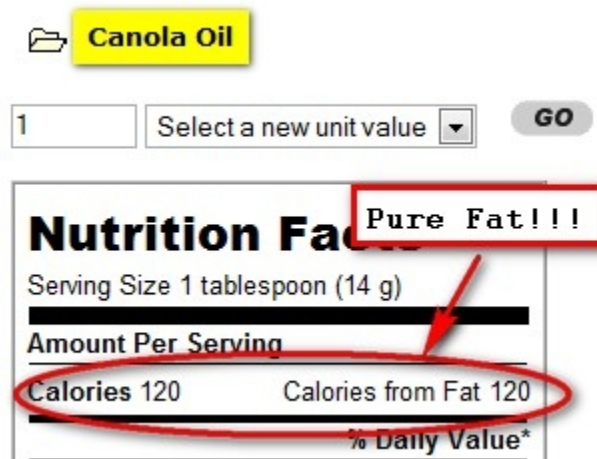 Canola Oil
1 Select a new unit value GO
Pure Fat!!!
Nutrition
Serving Size 1 tablespoon (14 g)
Amount Per Serving
Calories 120 Calories from Fat 120
% Daily Value*